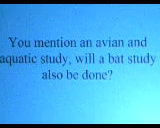 You mention an avian and
aquatic study, will a bat study
also be done?